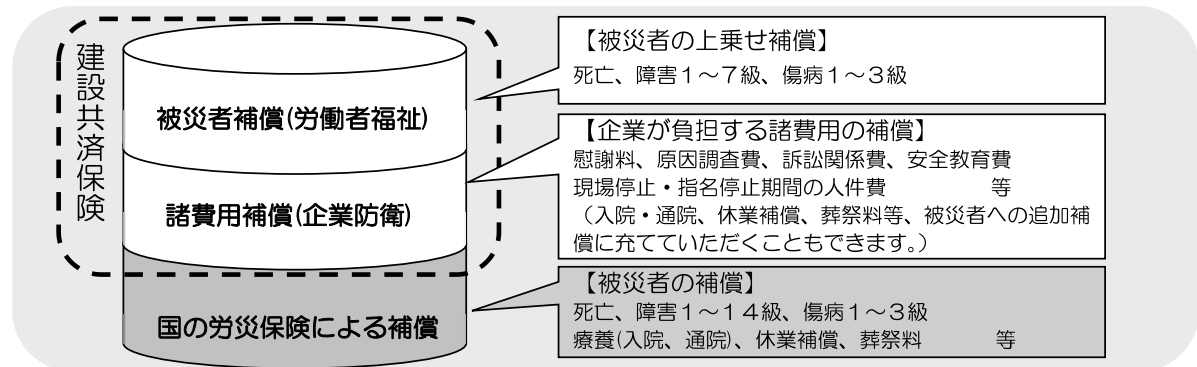 建設共済保険
被災者補償(労働者福祉)
諸費用補償(企業防衛)
国の労災保険による補償
【被災者の上乗せ補償】
死亡、障害１～７級、傷病１～３級
【企業が負担する諸費用の補償】
慰謝料、原因調査費、訴訟関係費、安全教育費
現場停止・指名停止期間の人件費　　　　　等
（入院・通院、休業補償、葬祭料等、被災者への追加補
償に充てていただくこともできます。）
【被災者の補償】
死亡、障害１～１４級、傷病１～３級
療養(入院、通院)、休業補償、葬祭料　　　　等